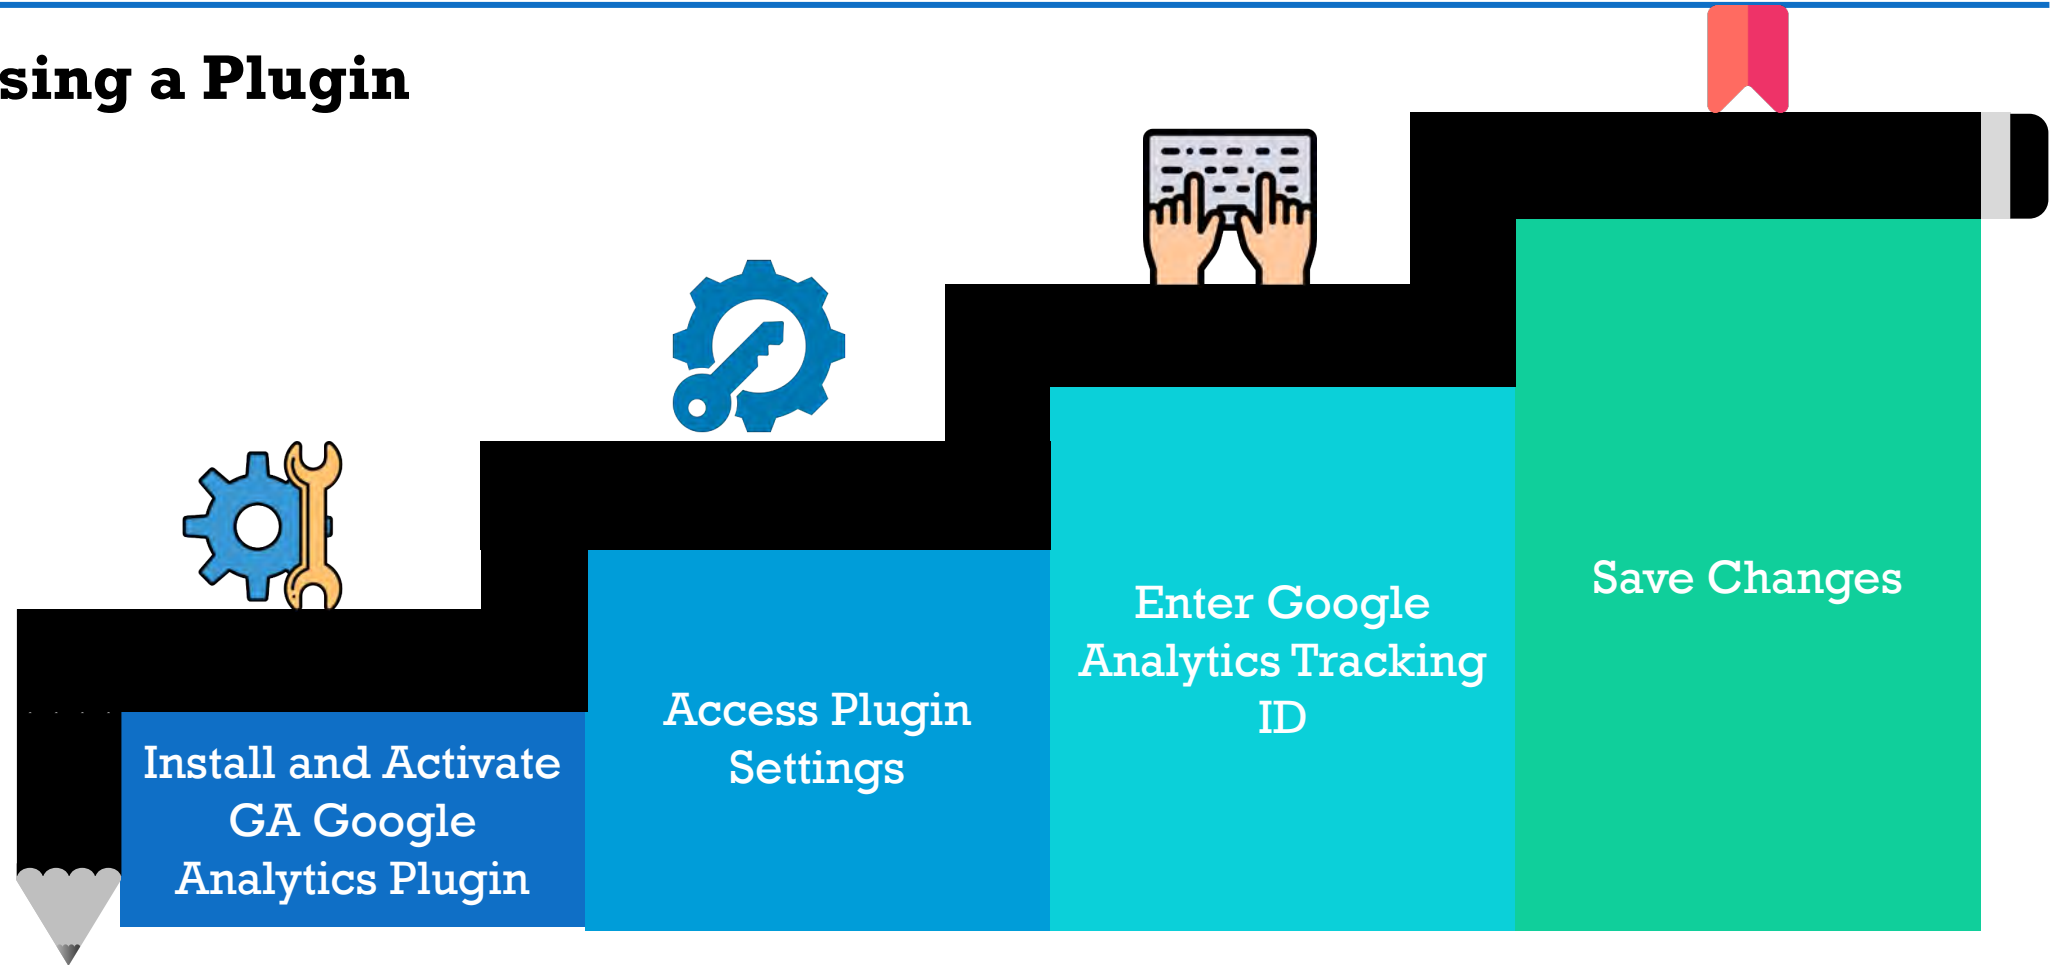 sing a Plugin
Install and Activate
GA Google
Analytics Plugin
Access Plugin
Settings
Enter Google
Analytics Tracking
ID
Save Changes